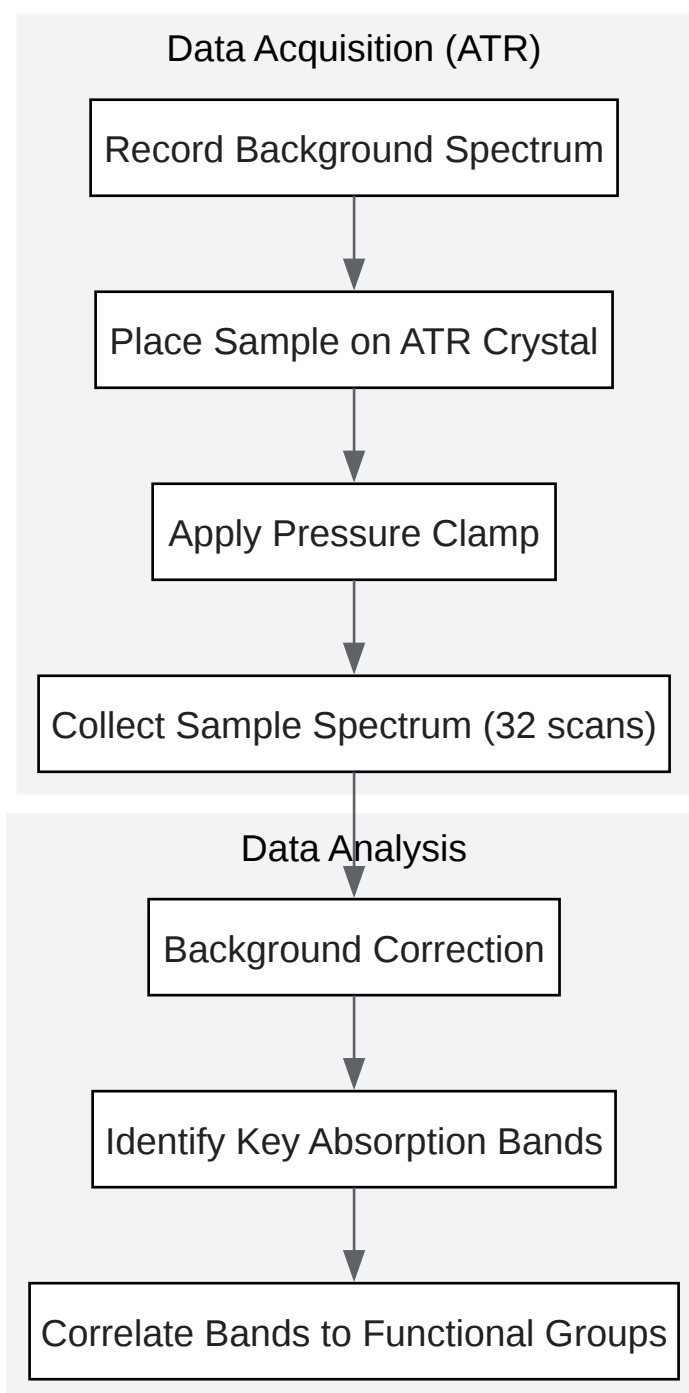 Data Acquisition (ATR)
Record Background Spectrum
Place Sample on ATR Crystal
Apply Pressure Clamp
Collect Sample Spectrum (32 scans)
Data Analysis
Background Correction
Identify Key Absorption Bands
Correlate Bands to Functional Groups